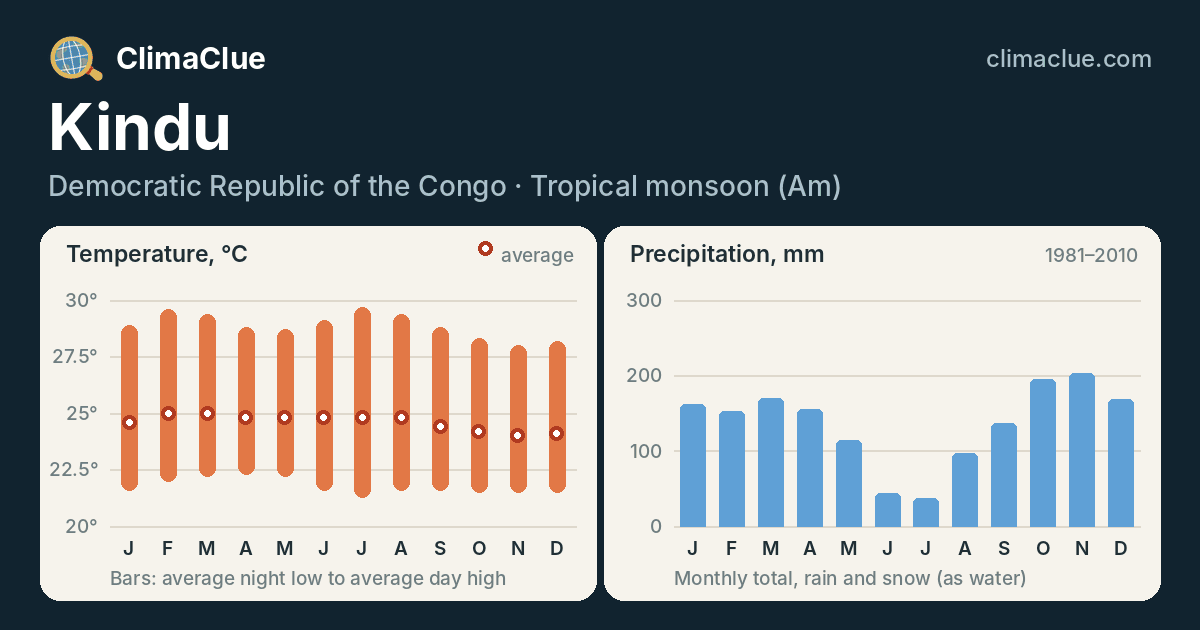 ClimaClue
climaclue.com
Kindu
Democratic Republic of the Congo · Tropical monsoon (Am)
Temperature, °C
average
30°
27.5°
25°
22.5°
20°
J F M A M J J A S O N D
Bars: average night low to average day high
Precipitation, mm
1981–2010
300
200
100
0
J F M A M J J A S O N D
Monthly total, rain and snow (as water)